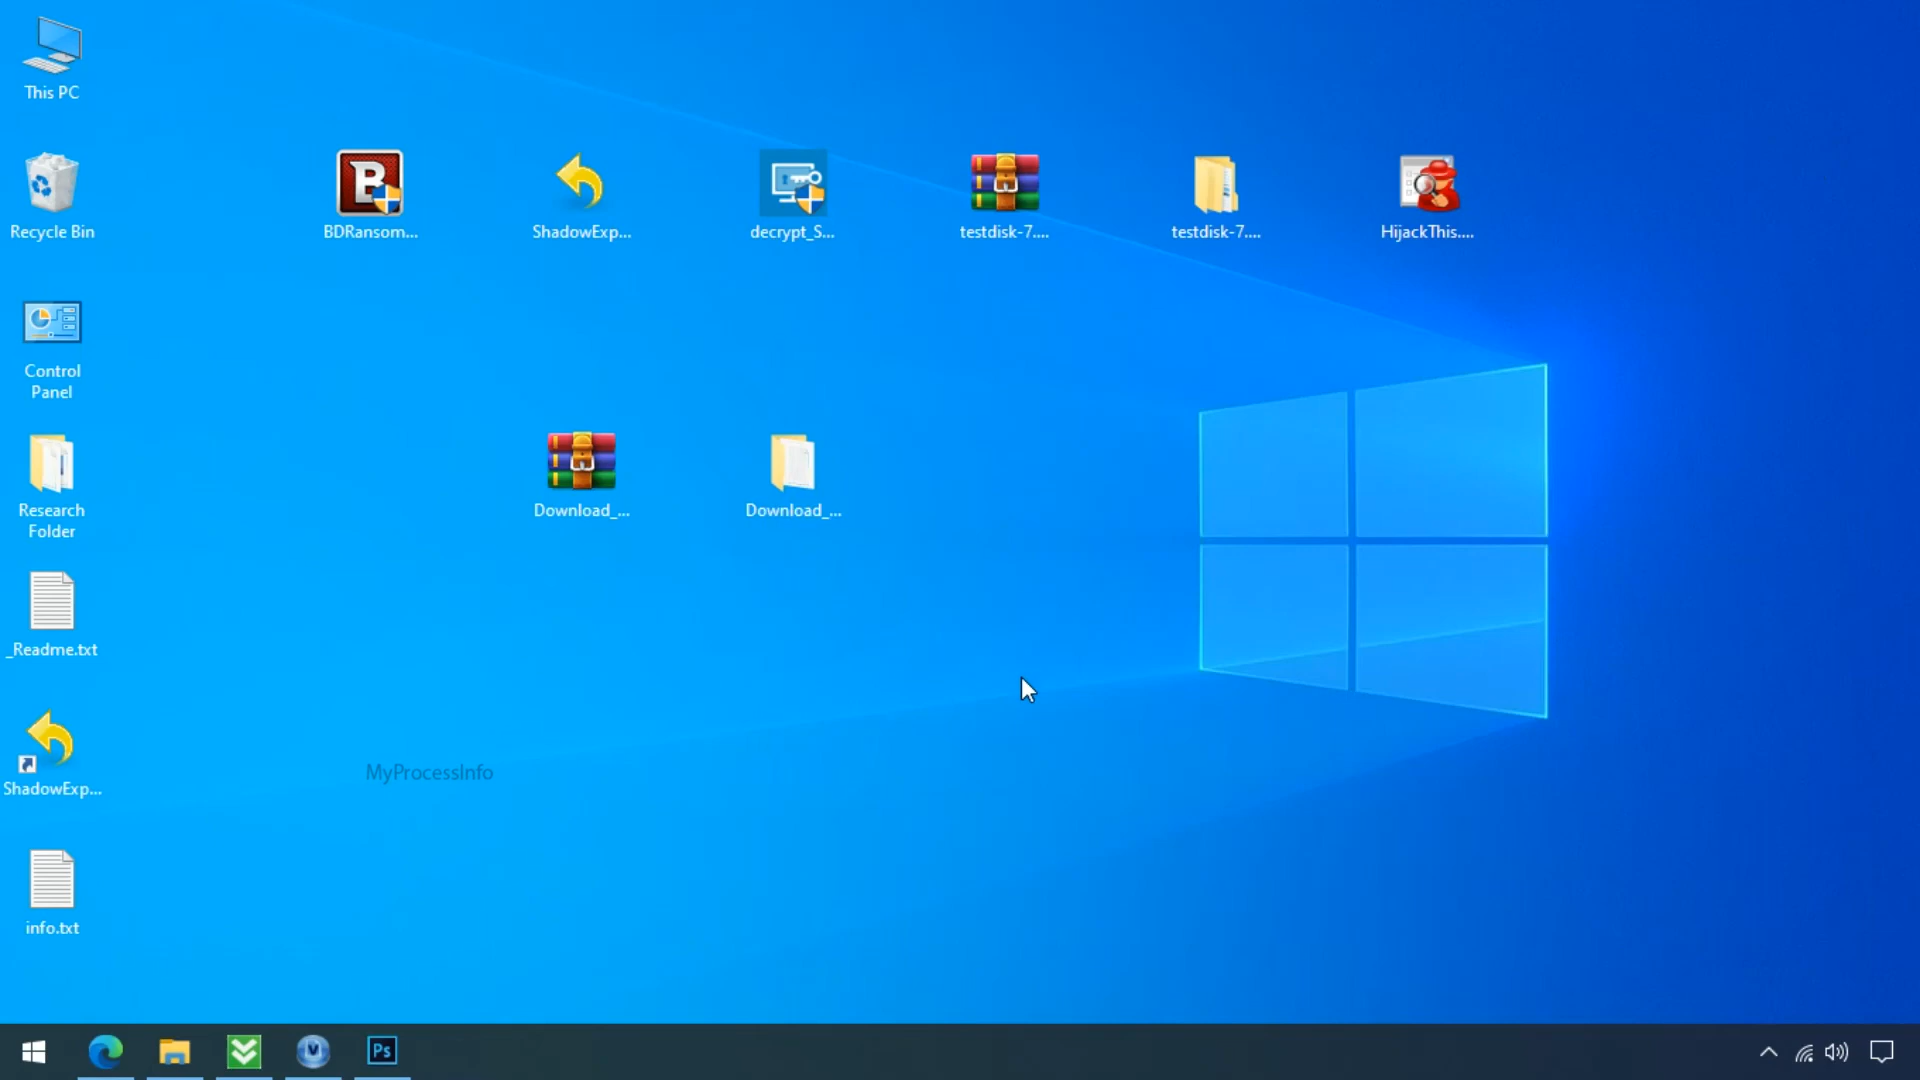 This PC
Recycle Bin
BDRansom...
ShadowExp...
decrypt_S...
testdisk-7....
testdisk-7....
HijackThis....
Control
Panel
Research
Folder
Download_...
Download_...
_Readme.txt
ShadowExp...
MyProcessInfo
info.txt
B
V
Ps